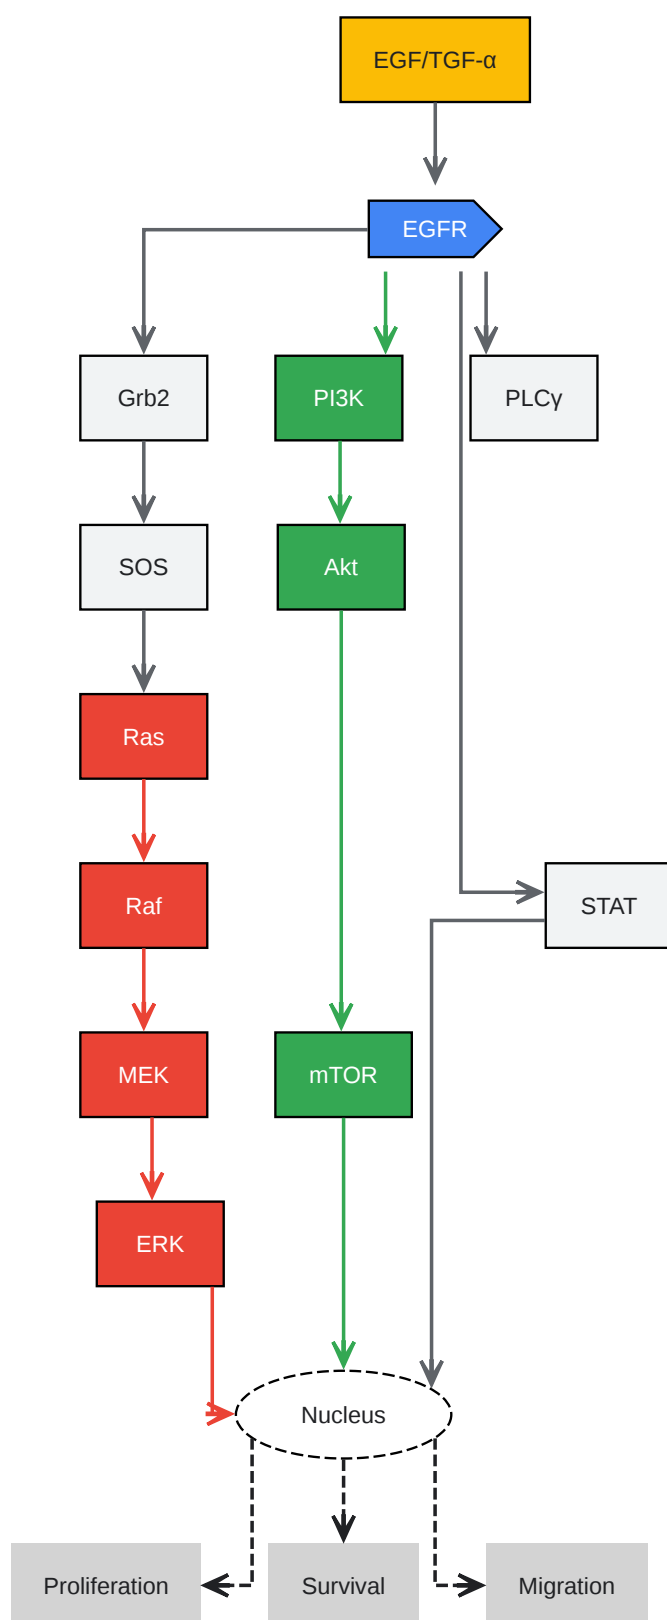 EGF/TGF-α
EGFR
Grb2
PI3K
PLCγ
SOS
Akt
Ras
Raf
STAT
MEK
mTOR
ERK
Nucleus
Proliferation
Survival
Migration